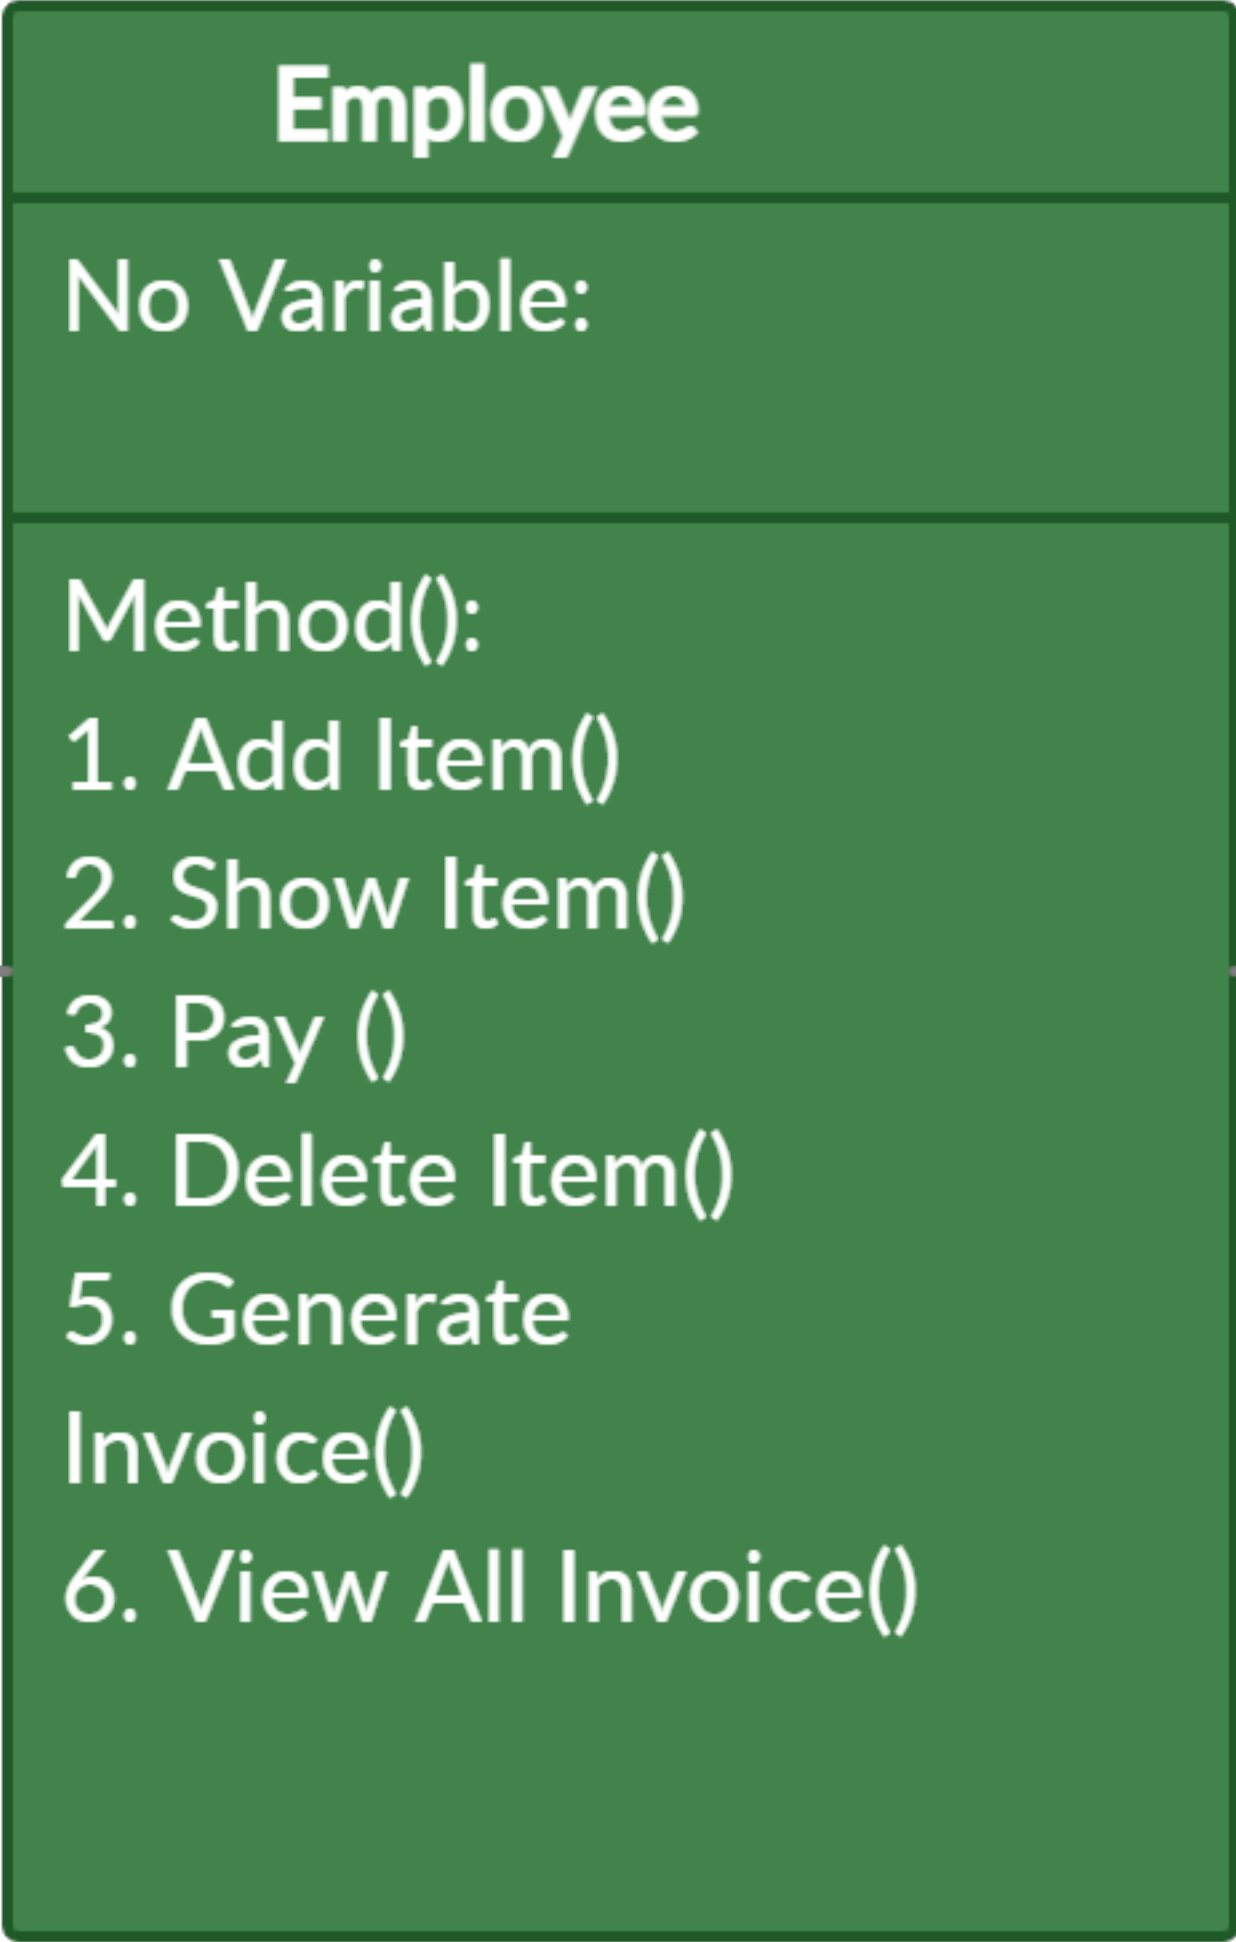 Employee
No Variable:
Method():
1. Add Item()
2. Show Item()
3. Pay ()
4. Delete Item()
5. Generate
Invoice()
6. View All Invoice()